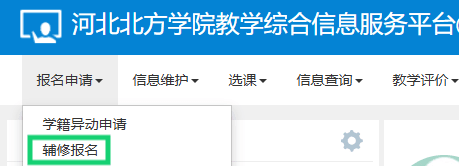 河北北方学院教学综合信息服务平台
报名申请 信息维护 选课 信息查询 教学评价
学籍异动申请
辅修报名